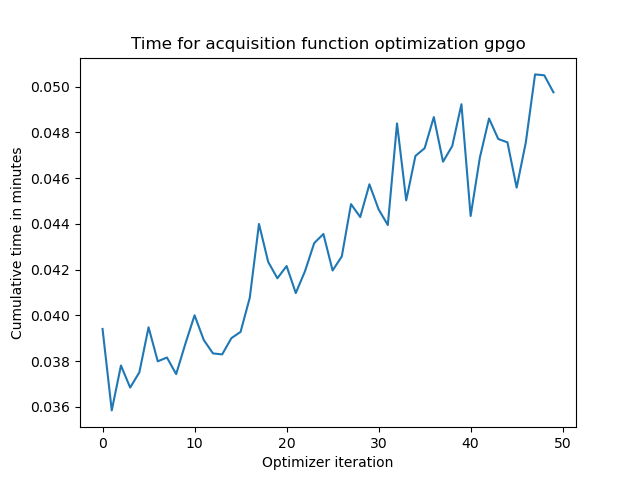 Time for acquisition function optimization gpgo
Cumulative time in minutes
0.050
0.048
0.046
0.044
0.042
0.040
0.038
0.036
0 10 20 30 40 50
Optimizer iteration